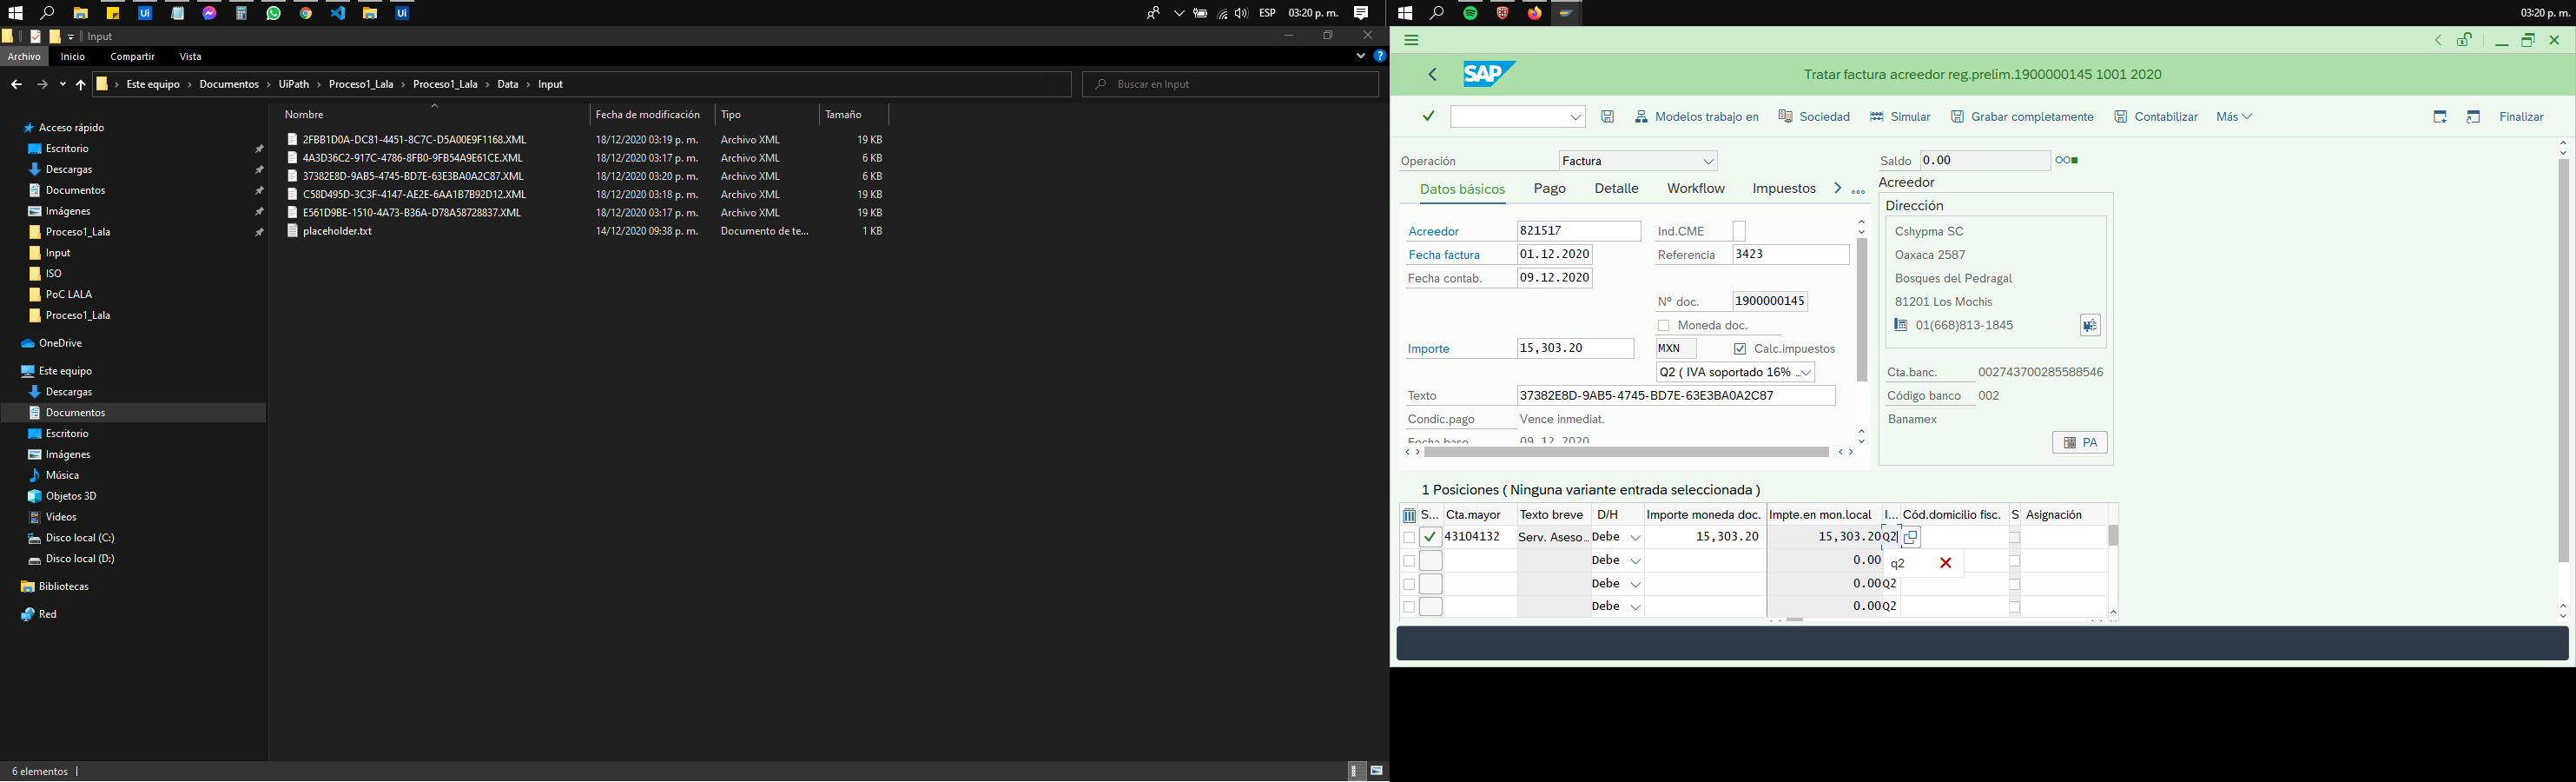 ESP
03:20 p. m.
Input
Archivo
Inicio
Compartir
Vista
Este equipo > Documentos > UiPath > Proceso1_Lala > Proceso1_Lala > Data > Input
Buscar en Input
Acceso rápido
Escritorio
Descargas
Documentos
Imágenes
Proceso1_Lala
Input
ISO
PoC LALA
Proceso1_Lala
OneDrive
Este equipo
Descargas
Documentos
Escritorio
Imágenes
Música
Objetos 3D
Videos
Disco local (C:)
Disco local (D:)
Bibliotecas
Red
Nombre Fecha de modificación Tipo Tamaño
2FBB1D0A-DC81-4451-8C7C-D5A00E9F1168.XML 18/12/2020 03:19 p. m. Archivo XML 19 KB
4A3D36C2-917C-4786-8FB0-9FB54A9E61CE.XML 18/12/2020 03:17 p. m. Archivo XML 6 KB
37382E8D-9AB5-4745-BD7E-63E3BA0A2C87.XML 18/12/2020 03:20 p. m. Archivo XML 6 KB
C58D495D-3C3F-4147-AE2E-6AA1B7B92D12.XML 18/12/2020 03:18 p. m. Archivo XML 19 KB
E561D9BE-1510-4A73-B36A-D78A58728837.XML 18/12/2020 03:17 p. m. Archivo XML 19 KB
placeholder.txt 14/12/2020 09:38 p. m. Documento de te... 1 KB
6 elementos
03:20 p. m.
SAP
Tratar factura acreedor reg.prelim.1900000145 1001 2020
Modelos trabajo en
Sociedad
Simular
Grabar completamente
Contabilizar
Más
Finalizar
Operación Factura
Saldo 0.00
Datos básicos
Pago
Detalle
Workflow
Impuestos
Acreedor 821517
Ind.CME
Fecha factura 01.12.2020
Referencia 3423
Fecha contab. 09.12.2020
Nº doc. 1900000145
Moneda doc.
Importe 15,303.20 MXN
Calc.impuestos
Q2 ( IVA soportado 16% ...
Texto 37382E8D-9AB5-4745-BD7E-63E3BA0A2C87
Condic.pago Vence inmediat.
Fecha base 09.12.2020
Acreedor
Dirección
Cshypma SC
Oaxaca 2587
Bosques del Pedragal
81201 Los Mochis
01(668)813-1845
Cta.banc. 002743700285588546
Código banco 002
Banamex
PA
1 Posiciones ( Ninguna variante entrada seleccionada )
S... Cta.mayor Texto breve D/H Importe moneda doc. Impte.en mon.local I... Cód.domicilio fisc. S Asignación
43104132 Serv. Aseso... Debe 15,303.20 15,303.20 Q2
Debe 0.00
q2
Debe 0.00 Q2
Debe 0.00 Q2